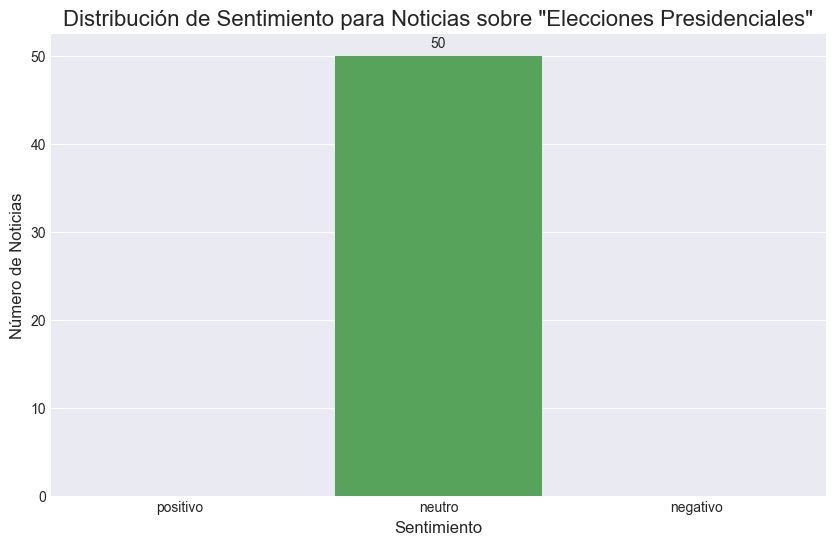 Distribución de Sentimiento para Noticias sobre "Elecciones Presidenciales"
50
50
40
30
20
10
0
Número de Noticias
positivo neutro negativo
Sentimiento